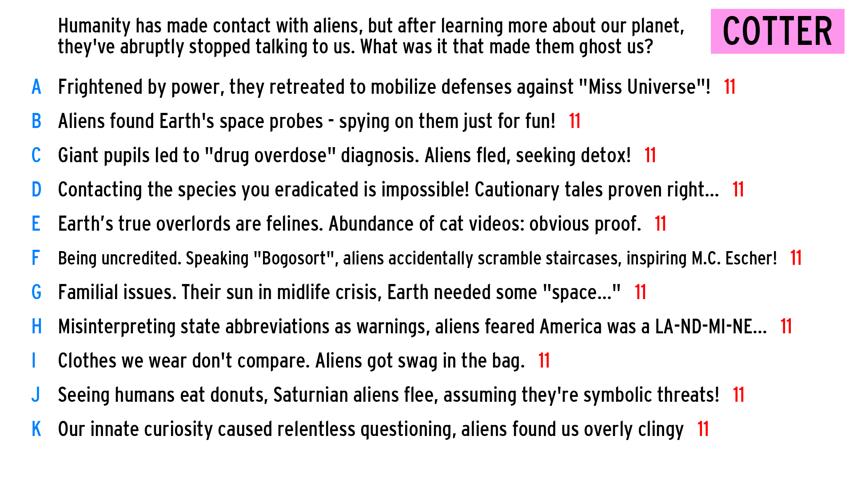 Humanity has made contact with aliens, but after learning more about our planet,
they've abruptly stopped talking to us. What was it that made them ghost us?
COTTER
A Frightened by power, they retreated to mobilize defenses against "Miss Universe"! 11
B Aliens found Earth's space probes - spying on them just for fun! 11
C Giant pupils led to "drug overdose" diagnosis. Aliens fled, seeking detox! 11
D Contacting the species you eradicated is impossible! Cautionary tales proven right... 11
E Earth’s true overlords are felines. Abundance of cat videos: obvious proof. 11
F Being uncredited. Speaking "Bogosort", aliens accidentally scramble staircases, inspiring M.C. Escher! 11
G Familial issues. Their sun in midlife crisis, Earth needed some "space..." 11
H Misinterpreting state abbreviations as warnings, aliens feared America was a LA-ND-MI-NE... 11
I Clothes we wear don't compare. Aliens got swag in the bag. 11
J Seeing humans eat donuts, Saturnian aliens flee, assuming they're symbolic threats! 11
K Our innate curiosity caused relentless questioning, aliens found us overly clingy 11